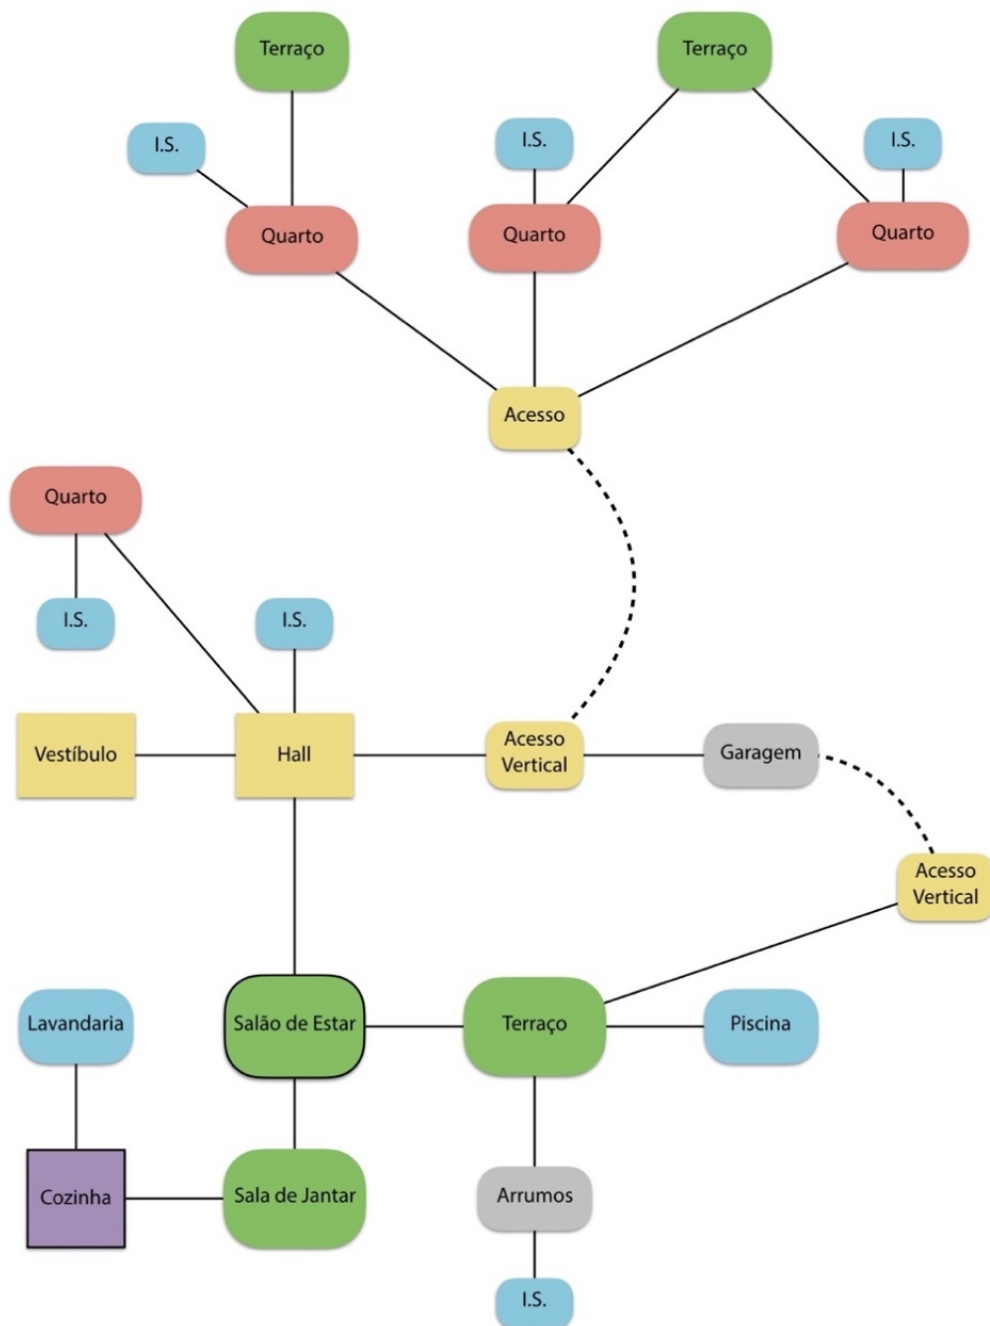 Terraço
Terraço
I.S.
I.S.
I.S.
Quarto
Quarto
Quarto
Acesso
Quarto
I.S.
I.S.
Vestíbulo
Hall
Acesso
Vertical
Garagem
Acesso
Vertical
Lavandaria
Salão de Estar
Terraço
Piscina
Cozinha
Sala de Jantar
Arrumos
I.S.